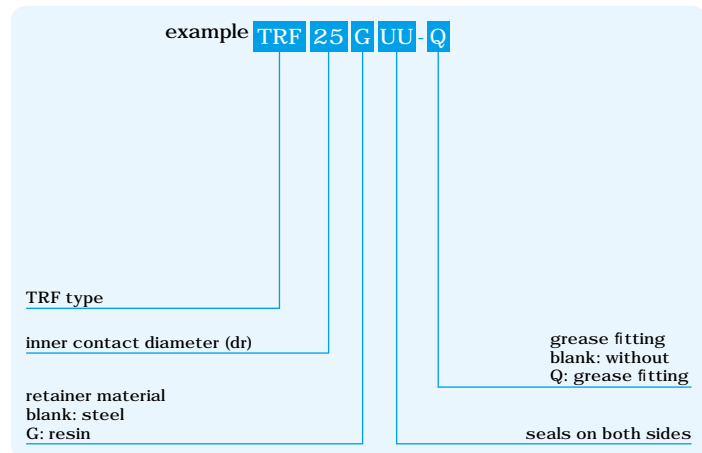 example TRF 25 G UU-Q
TRF type
inner contact diameter (dr)
retainer material
blank: steel
G: resin
grease fitting
blank: without
Q: grease fitting
seals on both sides